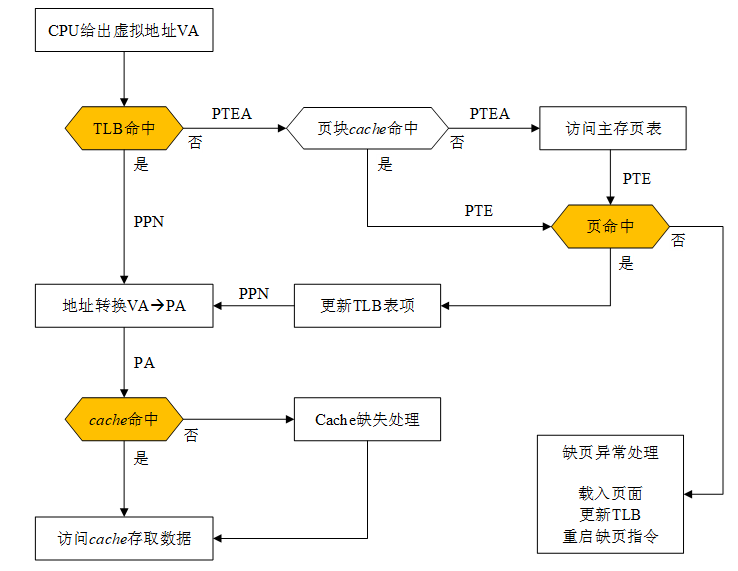 CPU给出虚拟地址VA
TLB命中
PTEA
否
页块cache命中
PTEA
否
访问主存页表
是
是
PTE
PTE
页命中
否
是
PPN
地址转换VA→PA
PPN
更新TLB表项
PA
cache命中
否
Cache缺失处理
是
缺页异常处理
载入页面
更新TLB
重启缺页指令
访问cache存取数据